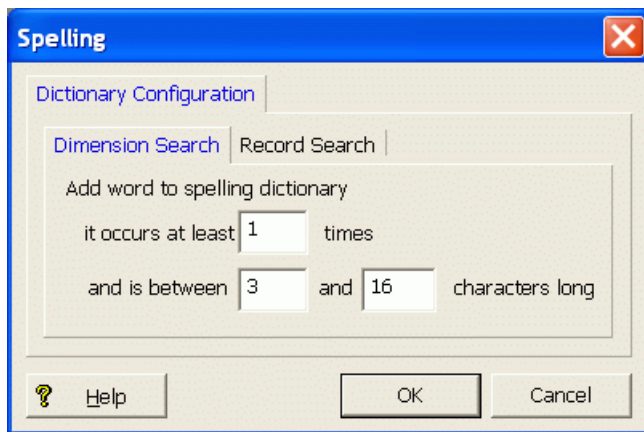 Spelling
Dictionary Configuration
Dimension Search Record Search
Add word to spelling dictionary
it occurs at least 1 times
and is between 3 and 16 characters long
? Help OK Cancel